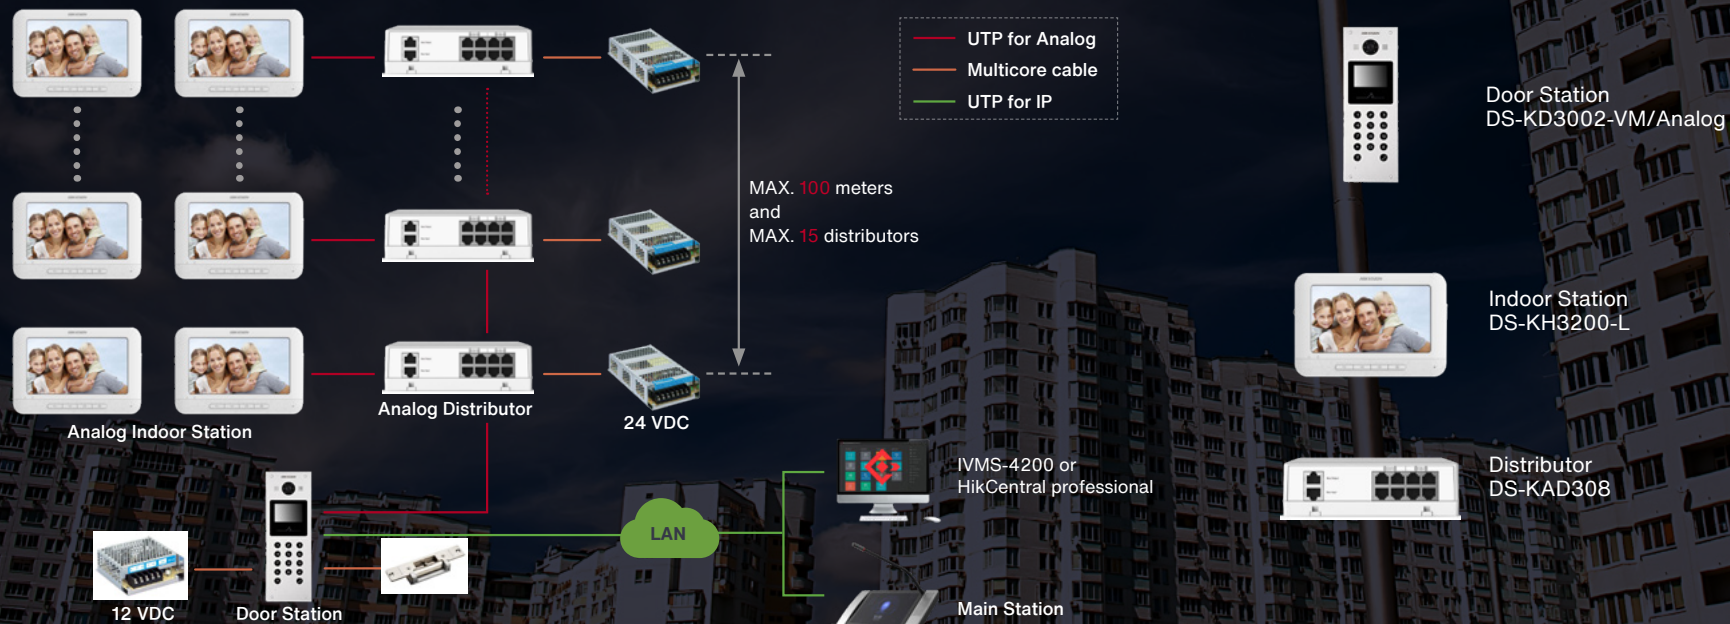 UTP for Analog
Multicore cable
UTP for IP
Door Station
DS-KD3002-VM/Analog
MAX. 100 meters
and
MAX. 15 distributors
Indoor Station
DS-KH3200-L
Analog Indoor Station
Analog Distributor
24 VDC
IVMS-4200 or
HikCentral professional
Distributor
DS-KAD308
LAN
12 VDC
Door Station
Main Station